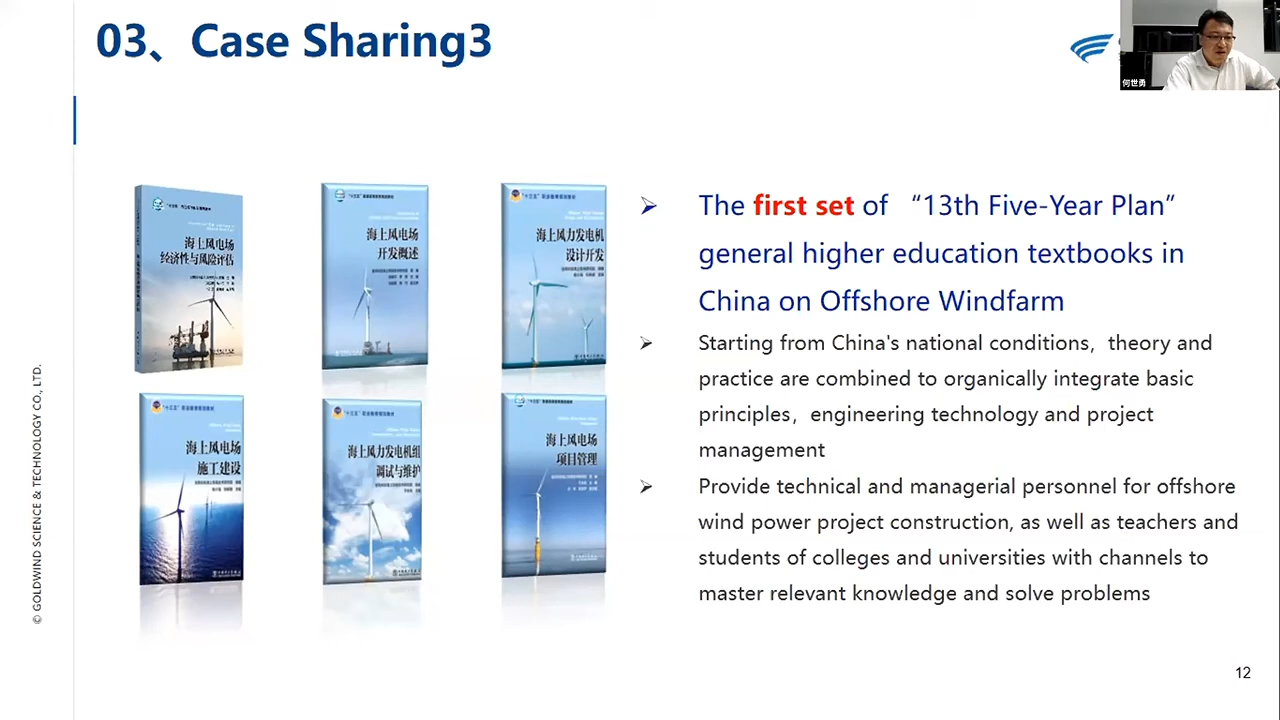 03、Case Sharing3
何世勇
海上风电场
经济性与风险评估
海上风电场
开发概述
海上风力发电机
设计开发
海上风电场
施工建设
海上风力发电机组
调试与维护
海上风电场
项目管理
➢ The first set of “13th Five-Year Plan”
general higher education textbooks in
China on Offshore Windfarm
➢ Starting from China's national conditions，theory and
practice are combined to organically integrate basic
principles，engineering technology and project
management
➢ Provide technical and managerial personnel for offshore
wind power project construction, as well as teachers and
students of colleges and universities with channels to
master relevant knowledge and solve problems
© GOLDWIND SCIENCE & TECHNOLOGY CO., LTD.
12